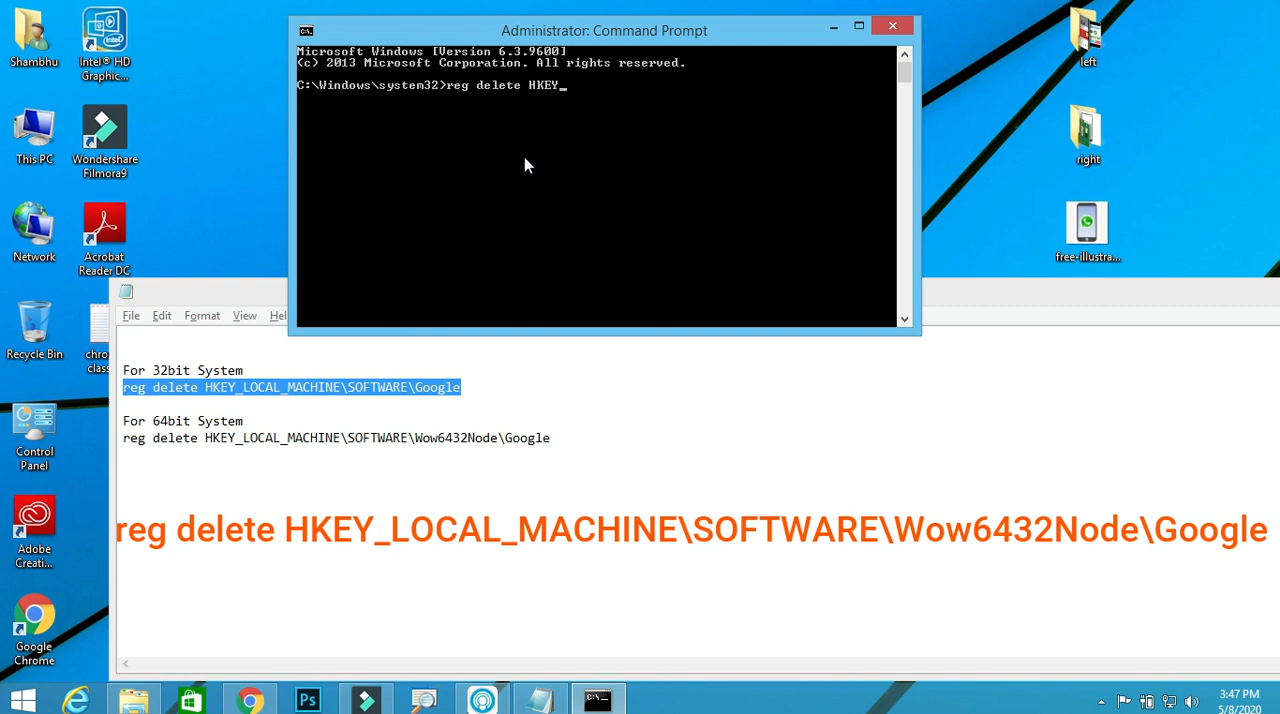 Shambhu
Intel® HD
Graphic...
This PC
Wondershare
Filmora9
Network
Acrobat
Reader DC
Recycle Bin
chro
class
Control
Panel
Adobe
Creati...
Google
Chrome
Administrator: Command Prompt
Microsoft Windows [Version 6.3.9600]
(c) 2013 Microsoft Corporation. All rights reserved.
C:\Windows\system32>reg delete HKEY_
left
right
free-illustra...
File Edit Format View Hel
For 32bit System
reg delete HKEY_LOCAL_MACHINE\SOFTWARE\Google
For 64bit System
reg delete HKEY_LOCAL_MACHINE\SOFTWARE\Wow6432Node\Google
reg delete HKEY_LOCAL_MACHINE\SOFTWARE\Wow6432Node\Google
Ps
3:47 PM
5/8/2020